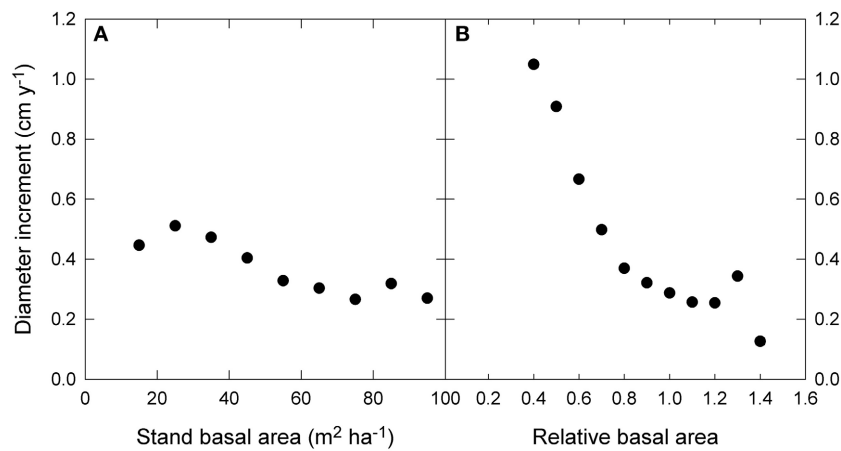 1.2 A B 1.2
1.0 1.0
0.8 0.8
0.6 0.6
0.4 0.4
0.2 0.2
0.0 0.0
0 20 40 60 80 100 0.2 0.4 0.6 0.8 1.0 1.2 1.4 1.6
Diameter increment (cm y⁻¹)
Stand basal area (m² ha⁻¹) Relative basal area